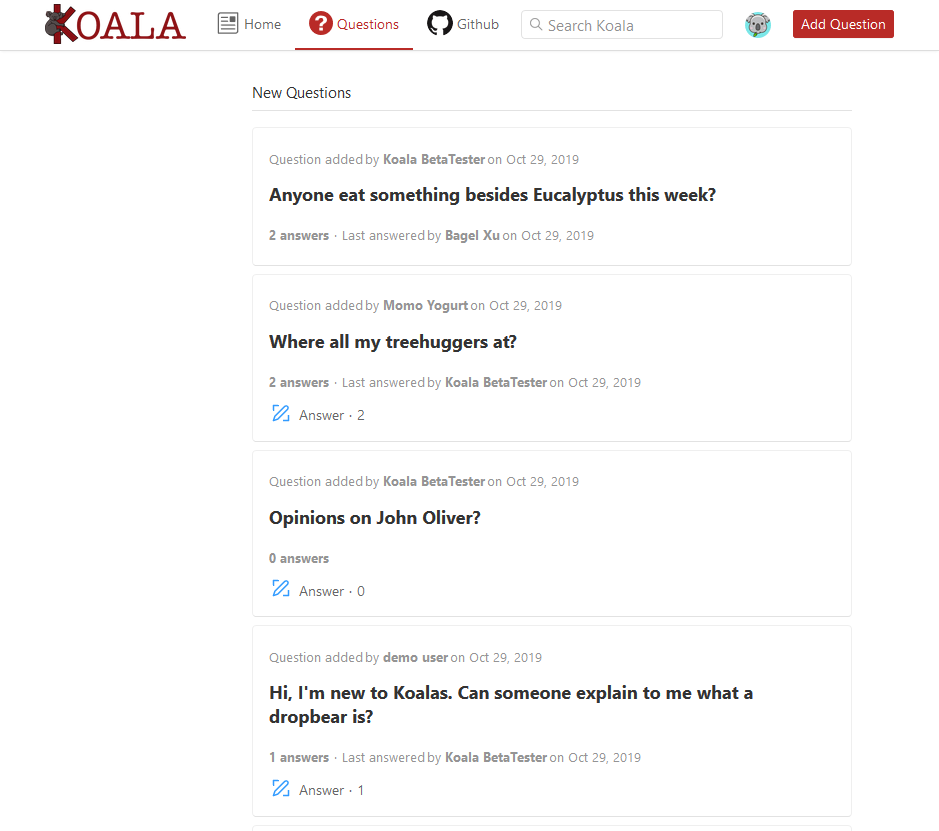 KOALA Home ? Questions Github Search Koala Add Question
New Questions
Question added by Koala BetaTester on Oct 29, 2019
Anyone eat something besides Eucalyptus this week?
2 answers · Last answered by Bagel Xu on Oct 29, 2019
Question added by Momo Yogurt on Oct 29, 2019
Where all my treehuggers at?
2 answers · Last answered by Koala BetaTester on Oct 29, 2019
Answer · 2
Question added by Koala BetaTester on Oct 29, 2019
Opinions on John Oliver?
0 answers
Answer · 0
Question added by demo user on Oct 29, 2019
Hi, I'm new to Koalas. Can someone explain to me what a
dropbear is?
1 answers · Last answered by Koala BetaTester on Oct 29, 2019
Answer · 1